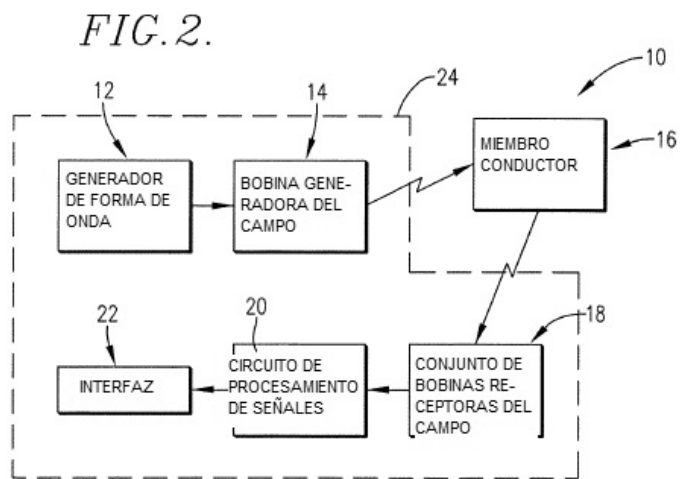 FIG.2.
10
12
14
24
16
GENERADOR
DE FORMA DE
ONDA
BOBINA GENE-
RADORA DEL
CAMPO
MIEMBRO
CONDUCTOR
22
20
18
INTERFAZ
CIRCUITO DE
PROCESAMIENTO
DE SEÑALES
CONJUNTO DE
BOBINAS RE-
CEPTORAS DEL
CAMPO